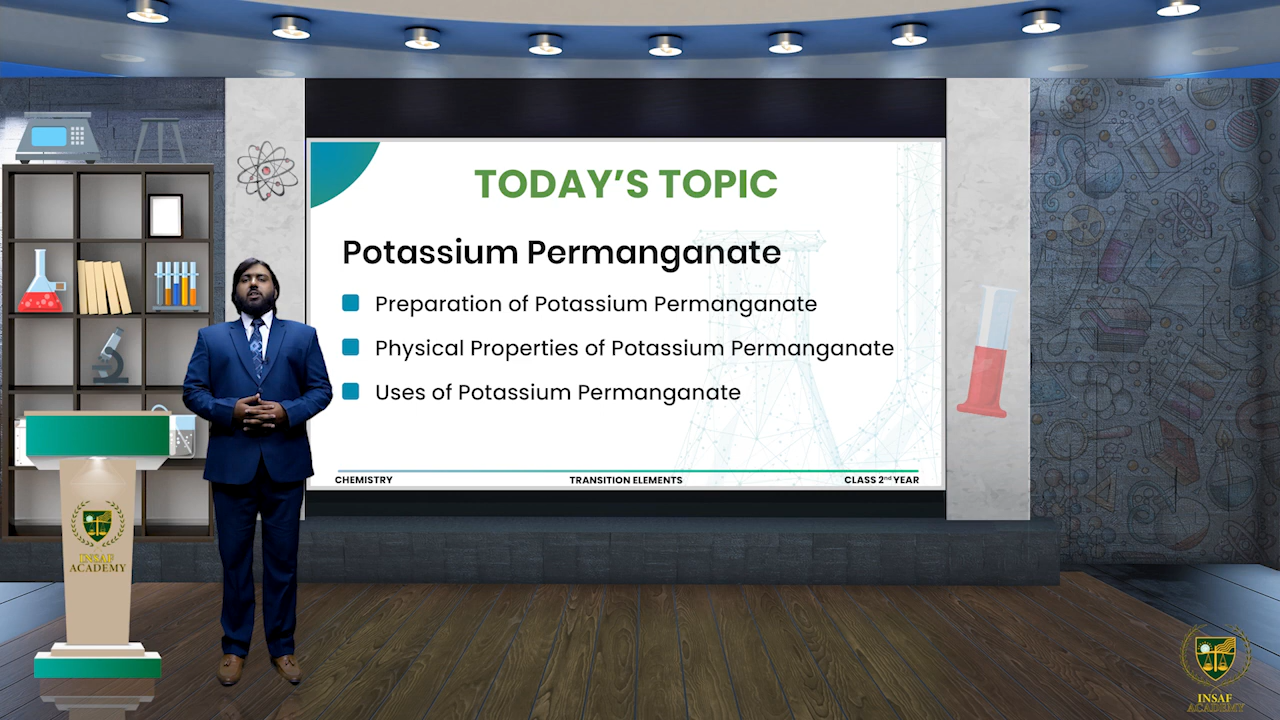 TODAY'S TOPIC
Potassium Permanganate
Preparation of Potassium Permanganate
Physical Properties of Potassium Permanganate
Uses of Potassium Permanganate
CHEMISTRY TRANSITION ELEMENTS CLASS 2nd YEAR
INSAF
ACADEMY
INSAF
ACADEMY